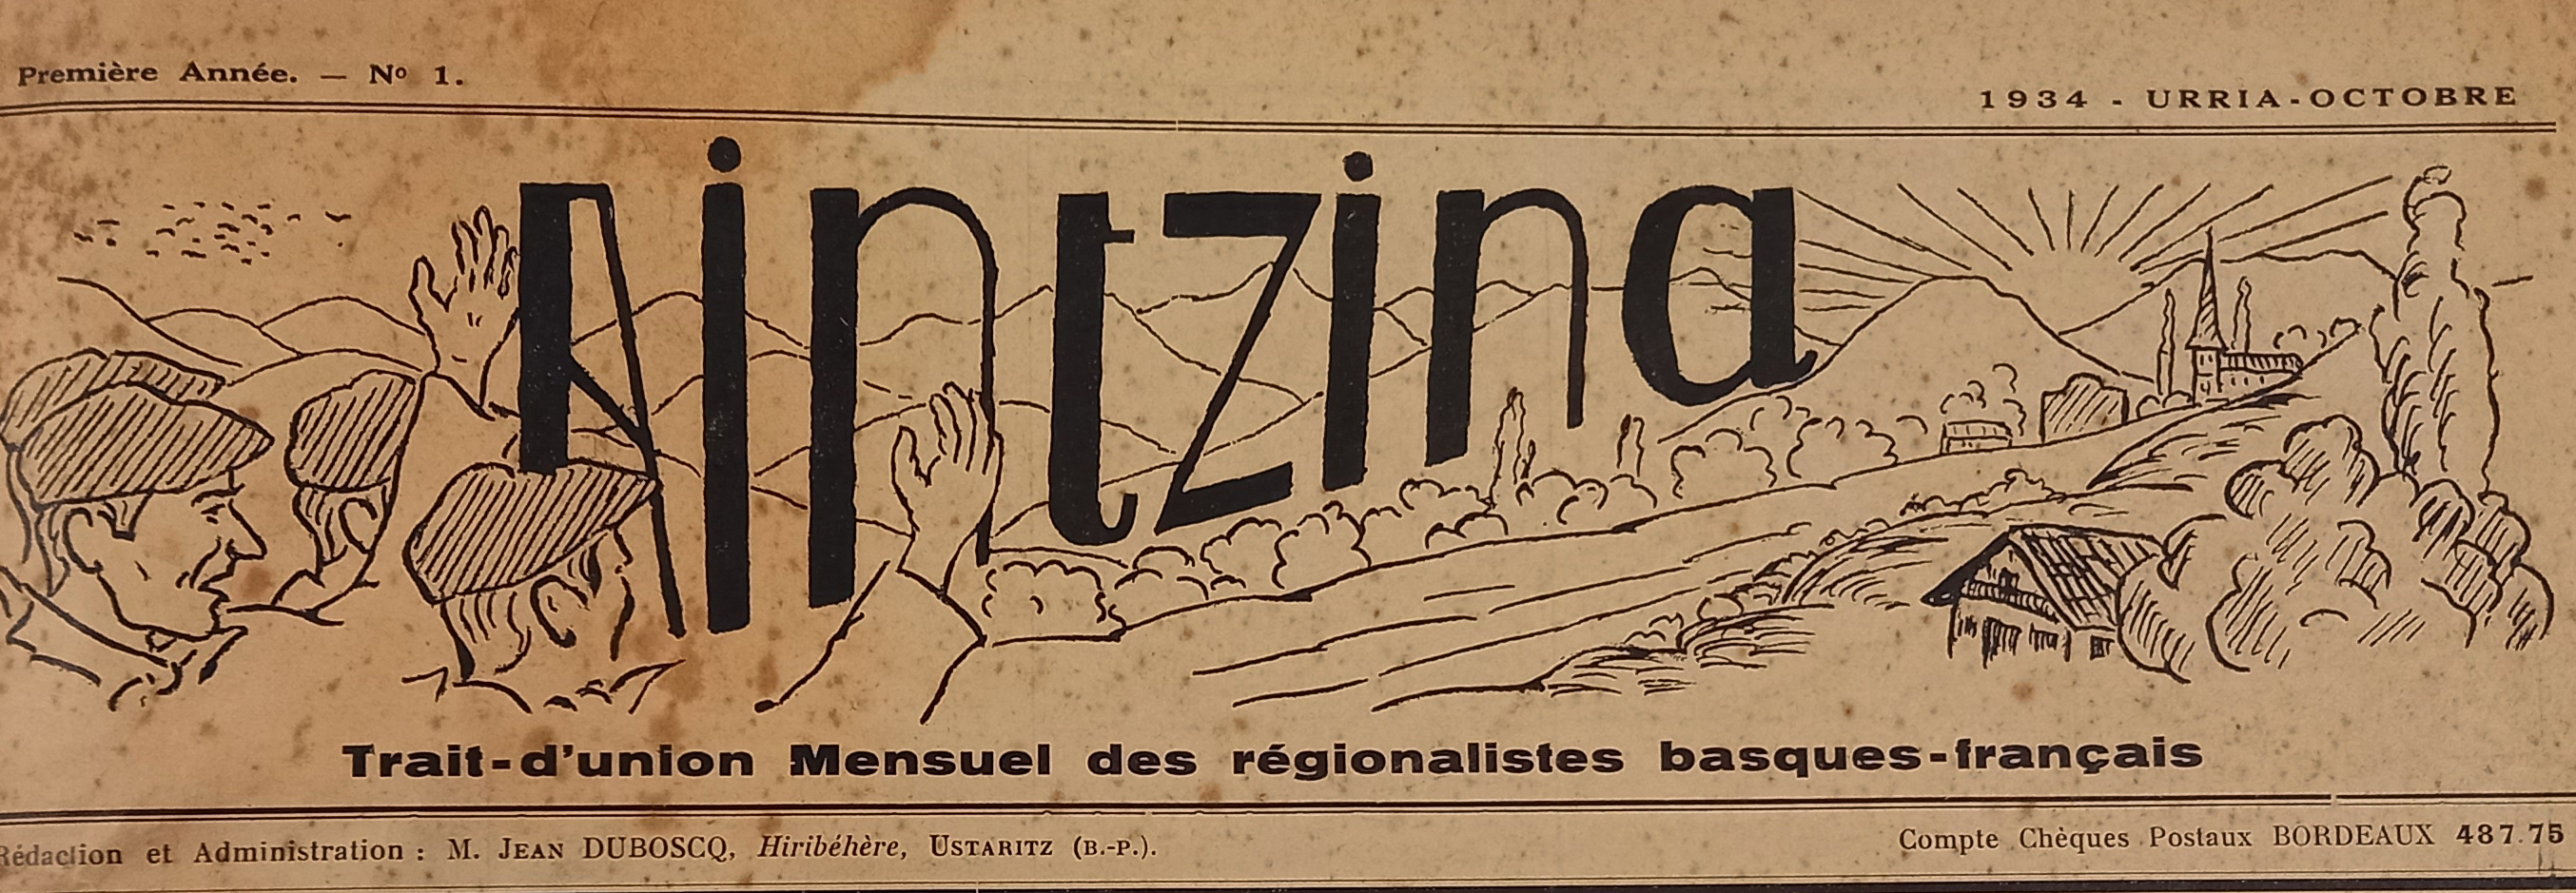 Première Année. — Nº 1.
1934 - URRIA-OCTOBRE
Aintzina
Trait-d'union Mensuel des régionalistes basques-français
Rédaction et Administration : M. JEAN DUBOSCQ, Hiribéhère, USTARITZ (B.-P.).
Compte Chèques Postaux BORDEAUX 487.75